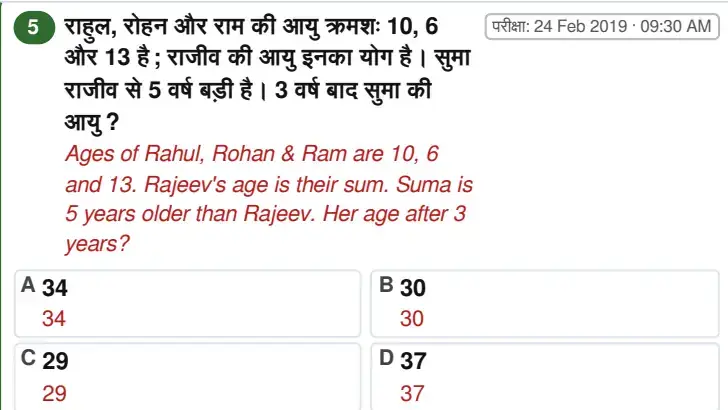 5 राहुल, रोहन और राम की आयु क्रमशः 10, 6 परीक्षा: 24 Feb 2019 · 09:30 AM
और 13 है ; राजीव की आयु इनका योग है। सुमा
राजीव से 5 वर्ष बड़ी है। 3 वर्ष बाद सुमा की
आयु ?
Ages of Rahul, Rohan & Ram are 10, 6
and 13. Rajeev's age is their sum. Suma is
5 years older than Rajeev. Her age after 3
years?
A 34
34
B 30
30
C 29
29
D 37
37